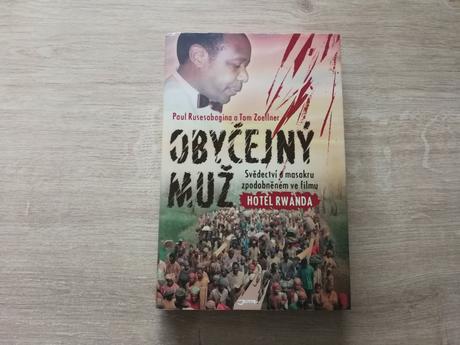 Paul Rusesabagina a Tom Zoellner
OBYČEJNÝ
MUŽ
Svědectví o masakru
zpodobněném ve filmu
HOTEL RWANDA